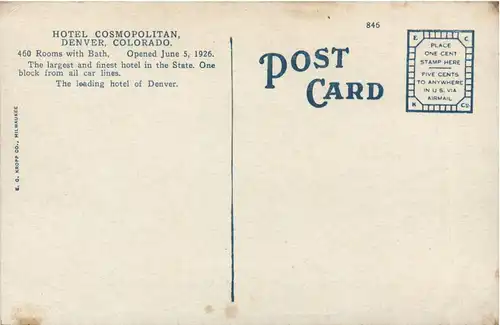 HOTEL COSMOPOLITAN,
DENVER, COLORADO.
460 Rooms with Bath. Opened June 5, 1926.
The largest and finest hotel in the State. One
block from all car lines.
The leading hotel of Denver.
E. C. KROPP CO., MILWAUKEE
846
POST
CARD
E C
PLACE
ONE CENT
STAMP HERE
FIVE CENTS
TO ANYWHERE
IN U.S. VIA
AIRMAIL
K CO.